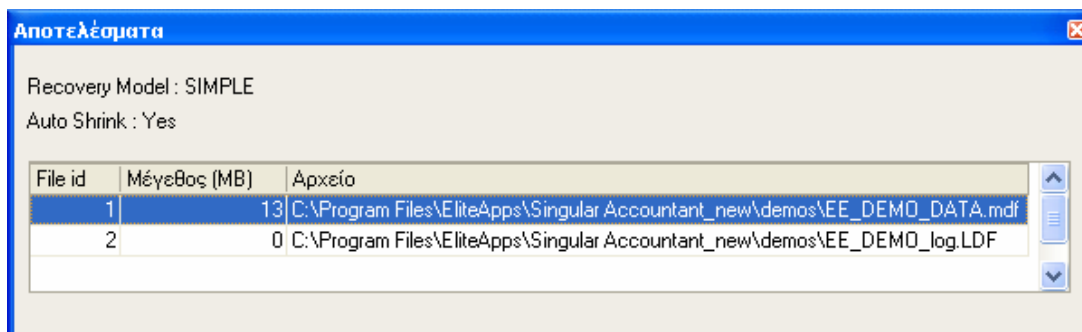 Αποτελέσματα
Recovery Model : SIMPLE
Auto Shrink : Yes
File id Μέγεθος (MB) Αρχείο
1 13 C:\Program Files\EliteApps\Singular Accountant_new\demos\EE_DEMO_DATA.mdf
2 0 C:\Program Files\EliteApps\Singular Accountant_new\demos\EE_DEMO_log.LDF